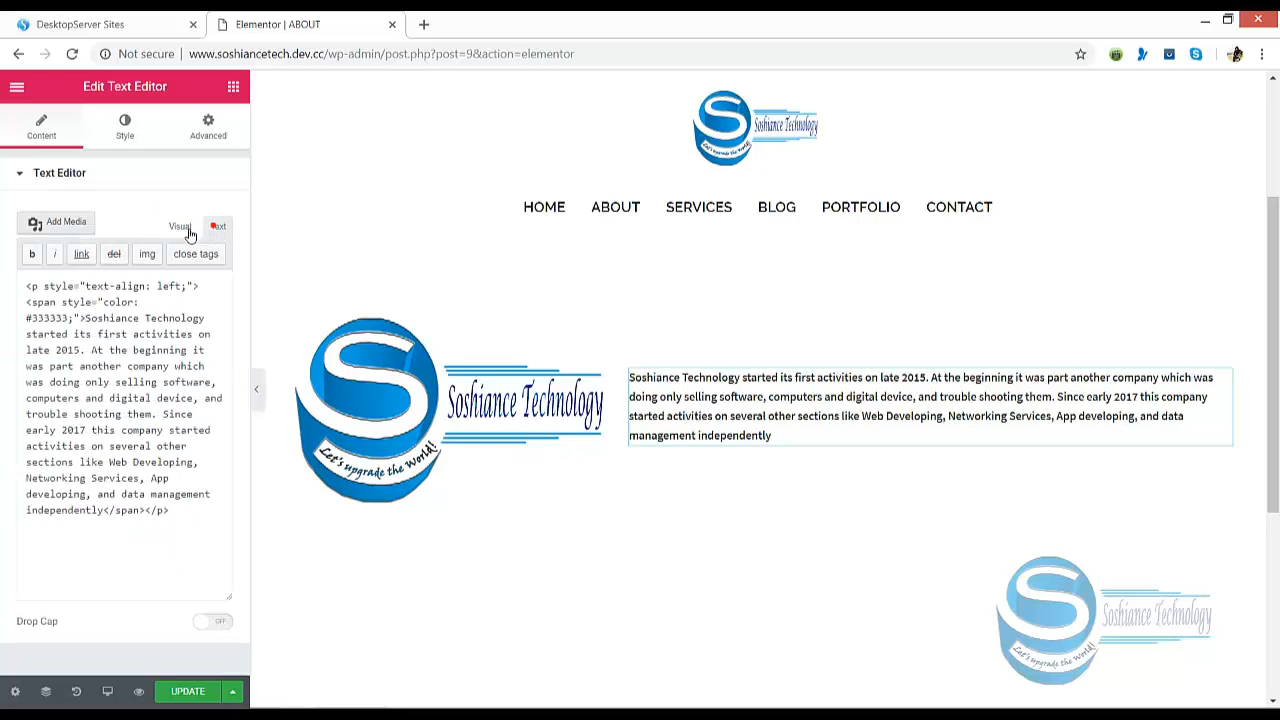 DesktopServer Sites
Elementor | ABOUT
Not secure
www.soshiancetech.dev.cc/wp-admin/post.php?post=9&action=elementor
Edit Text Editor
Content
Style
Advanced
Text Editor
Add Media
Visual
b
i
link
del
img
close tags
<p style="text-align: left;">
<span style="color:
#333333;">Soshiance Technology
started its first activities on
late 2015. At the beginning it
was part another company which
was doing only selling software,
computers and digital device, and
trouble shooting them. Since
early 2017 this company started
activities on several other
sections like Web Developing,
Networking Services, App
developing, and data management
independently</span></p>
Drop Cap
OFF
UPDATE
Soshiance Technology
Let's upgrade the World!
HOME
ABOUT
SERVICES
BLOG
PORTFOLIO
CONTACT
Soshiance Technology
Let's upgrade the World!
Soshiance Technology started its first activities on late 2015. At the beginning it was part another company which was
doing only selling software, computers and digital device, and trouble shooting them. Since early 2017 this company
started activities on several other sections like Web Developing, Networking Services, App developing, and data
management independently
Soshiance Technology
Let's upgrade the World!